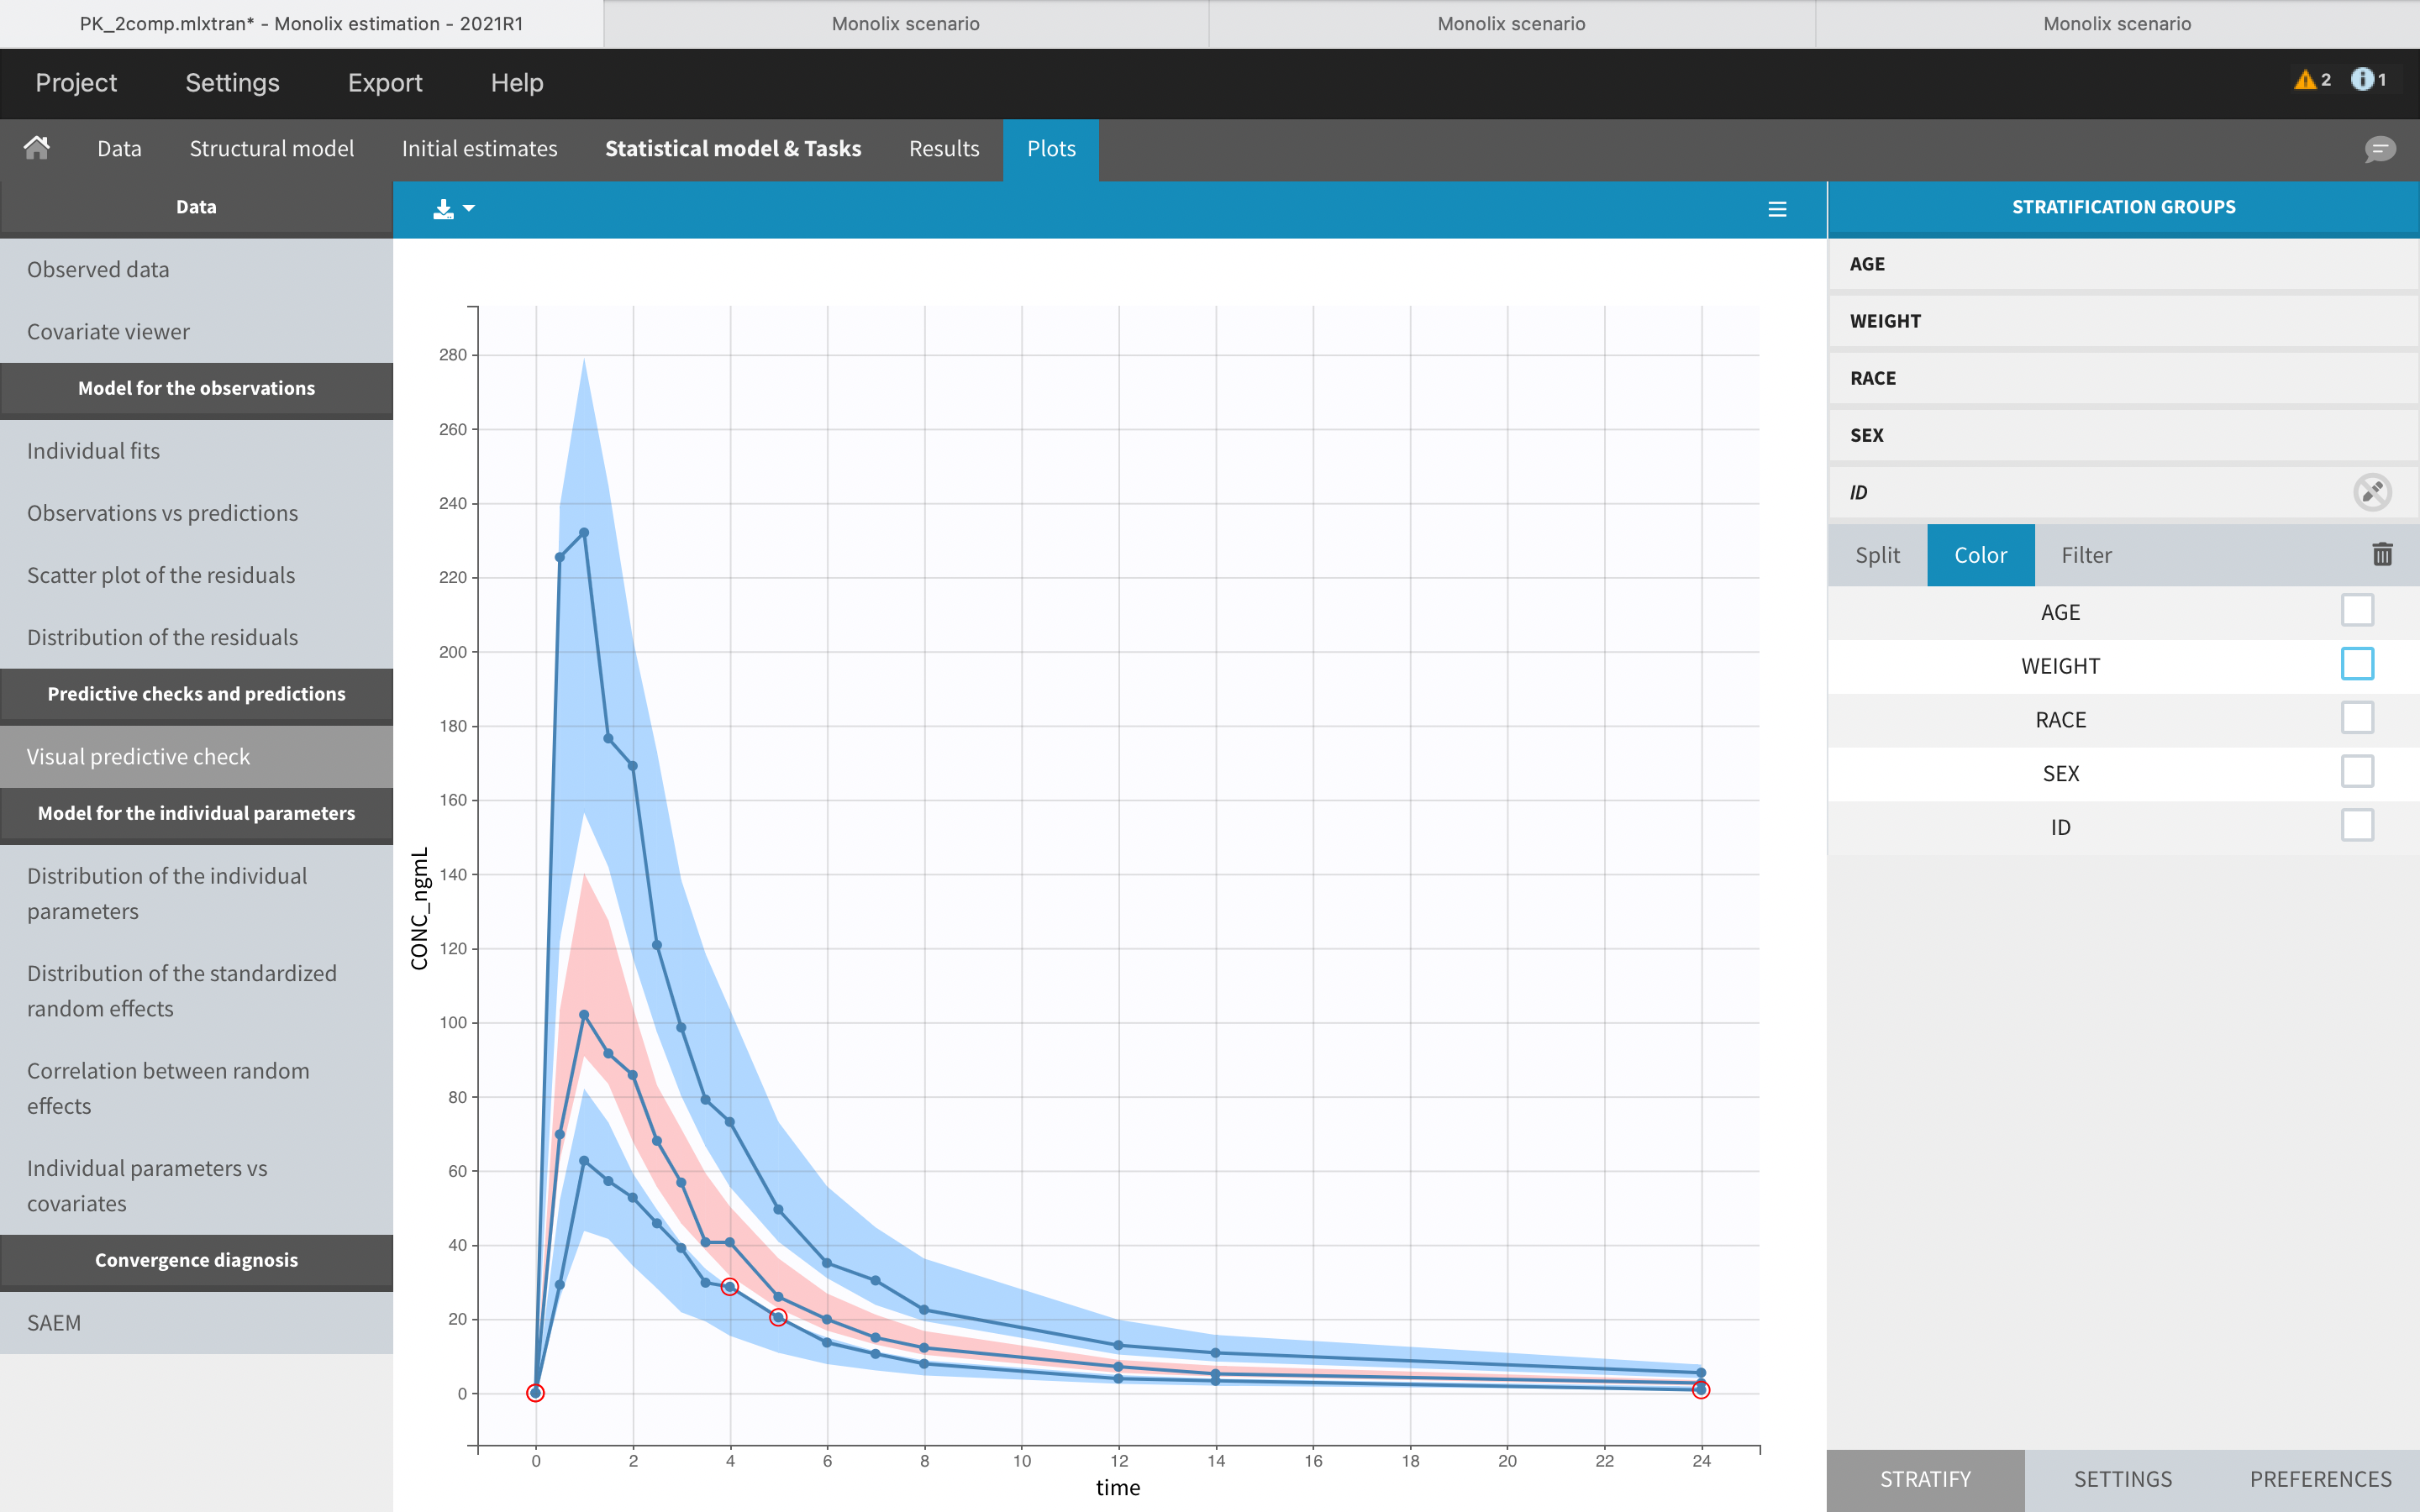 PK_2comp.mlxtran* - Monolix estimation - 2021R1
Monolix scenario
Monolix scenario
Monolix scenario
Project
Settings
Export
Help
2
1
Data
Structural model
Initial estimates
Statistical model & Tasks
Results
Plots
Data
Observed data
Covariate viewer
Model for the observations
Individual fits
Observations vs predictions
Scatter plot of the residuals
Distribution of the residuals
Predictive checks and predictions
Visual predictive check
Model for the individual parameters
Distribution of the individual
parameters
Distribution of the standardized
random effects
Correlation between random
effects
Individual parameters vs
covariates
Convergence diagnosis
SAEM
280
260
240
220
200
180
160
140
120
100
80
60
40
20
0
CONC_ngmL
0
2
4
6
8
10
12
14
16
18
20
22
24
time
STRATIFICATION GROUPS
AGE
WEIGHT
RACE
SEX
ID
Split
Color
Filter
AGE
WEIGHT
RACE
SEX
ID
STRATIFY
SETTINGS
PREFERENCES